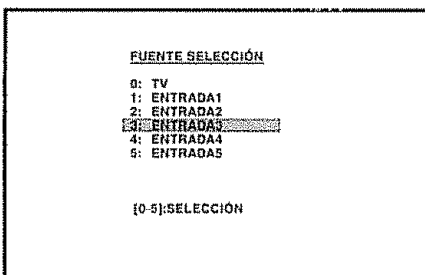 FUENTE SELECCIÓN
0: TV
1: ENTRADA1
2: ENTRADA2
3: ENTRADA3
4: ENTRADA4
5: ENTRADA5
[0-5]:SELECCIÓN